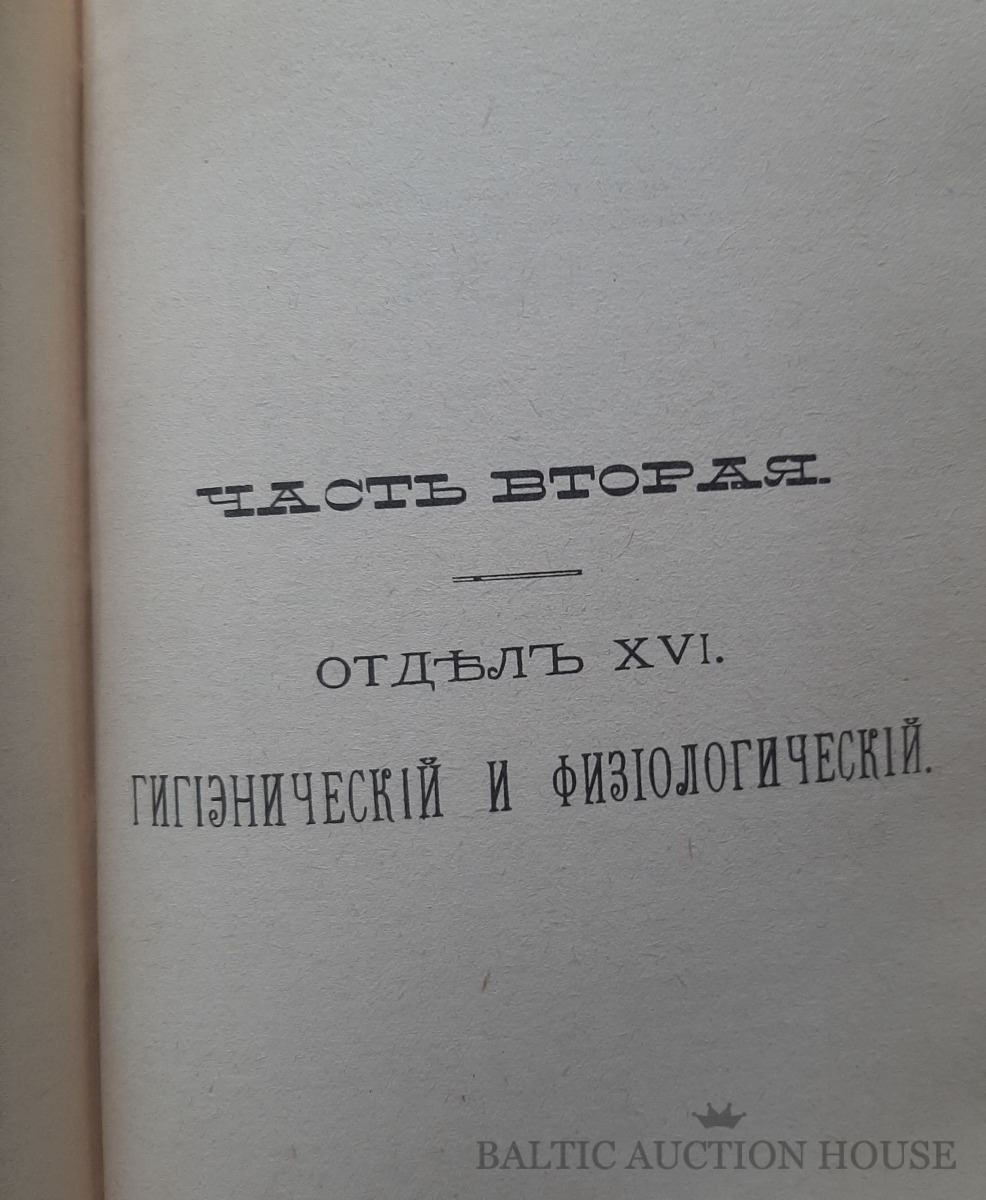 ЧАСТЬ ВТОРАЯ.
ОТДѢЛЪ XVI.
ГИГІЭНИЧЕСКІЙ И ФИЗІОЛОГИЧЕСКІЙ.
BALTIC AUCTION HOUSE